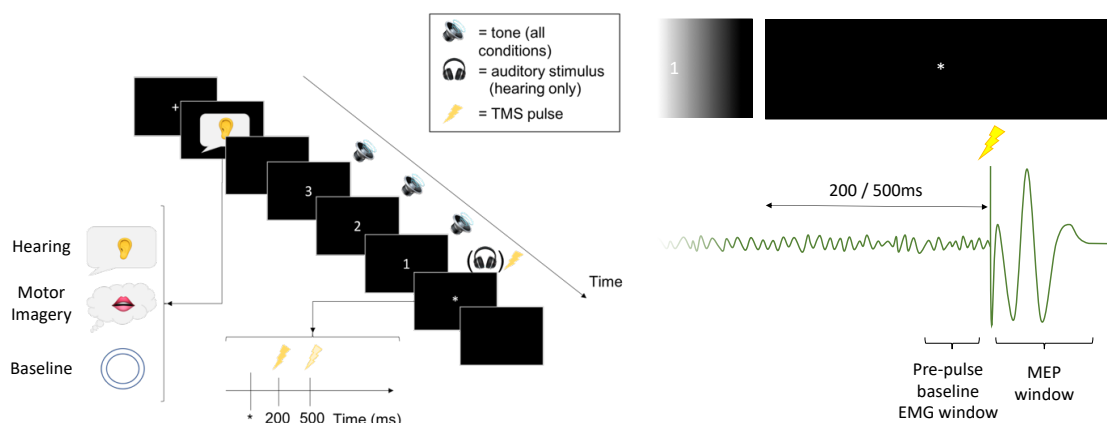 = tone (all
conditions)
= auditory stimulus
(hearing only)
= TMS pulse
+
3
2
1
*
Time
Hearing
Motor
Imagery
Baseline
* 200 500 Time (ms)
1
*
200 / 500ms
Pre-pulse
baseline
EMG window
MEP
window